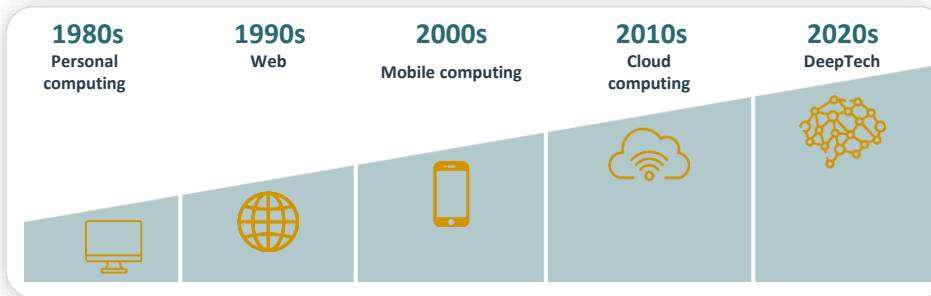 1980s
Personal
computing
1990s
Web
2000s
Mobile computing
2010s
Cloud
computing
2020s
DeepTech